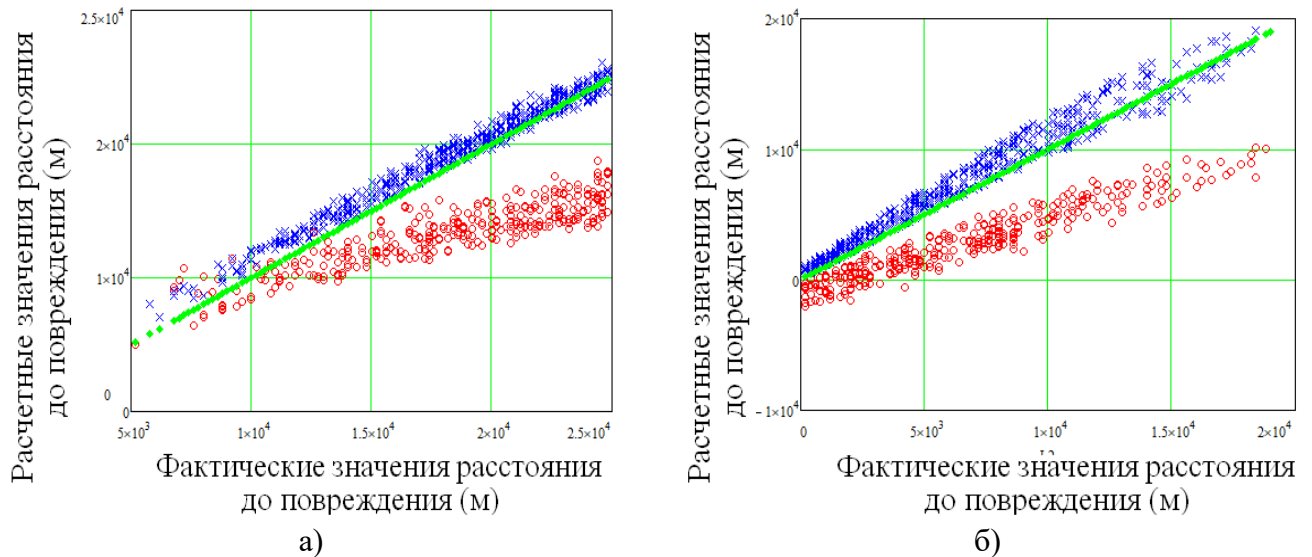 Расчетные значения расстояния
до повреждения (м)
2.5×10⁴
2×10⁴
1×10⁴
0
0
5×10³
1×10⁴
1.5×10⁴
2×10⁴
2.5×10⁴
Фактические значения расстояния
до повреждения (м)
а)
Расчетные значения расстояния
до повреждения (м)
2×10⁴
1×10⁴
0
−1×10⁴
0
5×10³
1×10⁴
1.5×10⁴
2×10⁴
Фактические значения расстояния
до повреждения (м)
б)